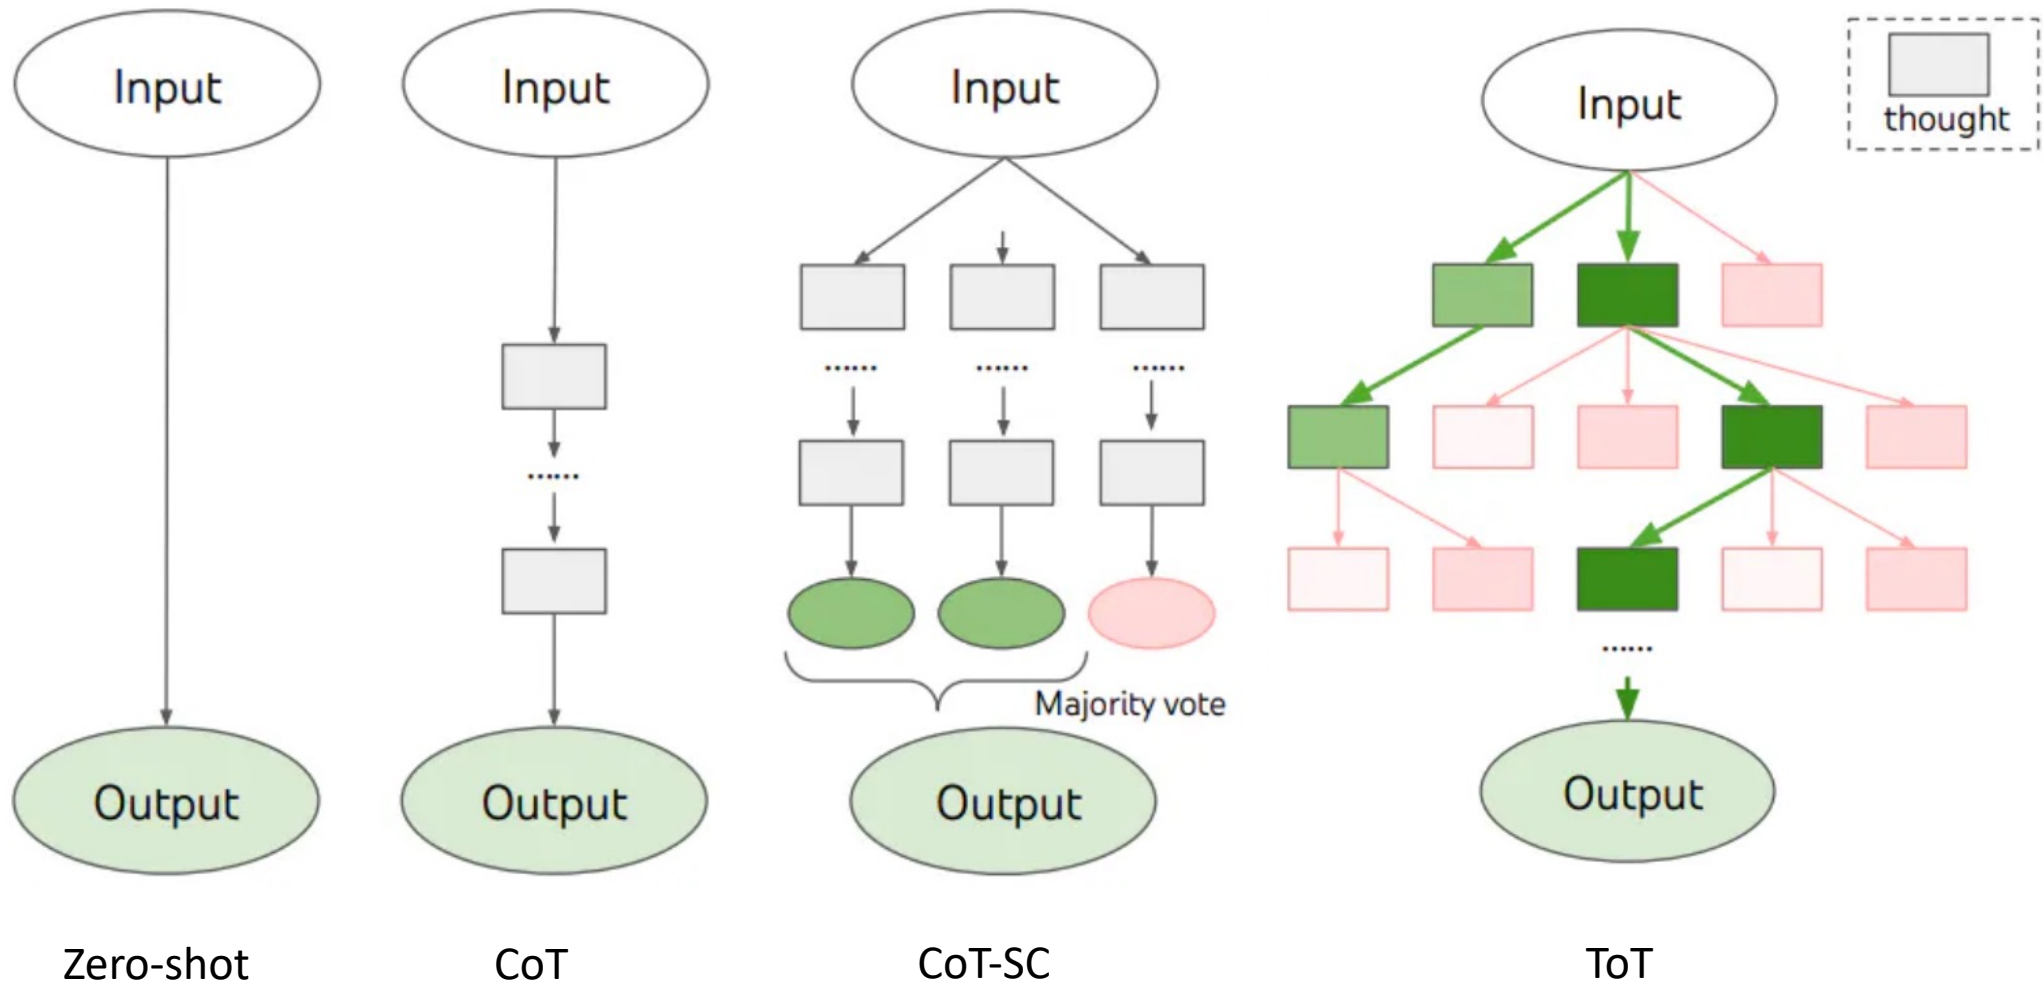 Input
Input
Input
Input
thought
......
......
......
......
......
Majority vote
Output
Output
Output
Output
Zero-shot
CoT
CoT-SC
ToT